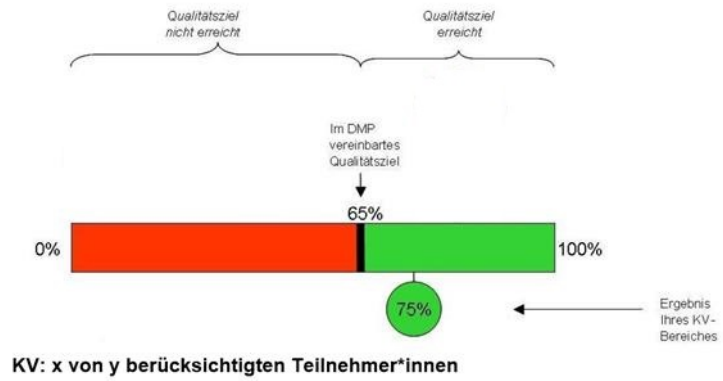 Qualitätsziel
nicht erreicht
Qualitätsziel
erreicht
Im DMP
vereinbartes
Qualitätsziel
65%
0%
100%
75%
Ergebnis
Ihres KV-
Bereiches
KV: x von y berücksichtigten Teilnehmer*innen